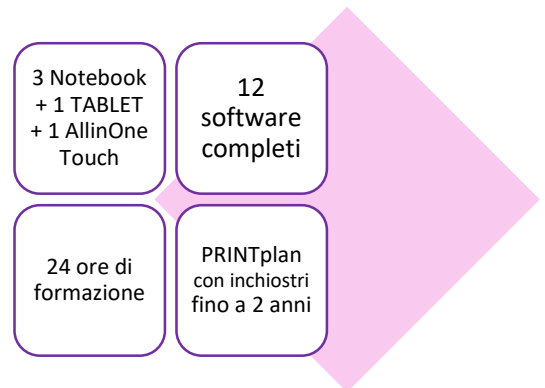 3 Notebook
+ 1 TABLET
+ 1 AllinOne
Touch
12
software
completi
24 ore di
formazione
PRINTplan
con inchiostri
fino a 2 anni